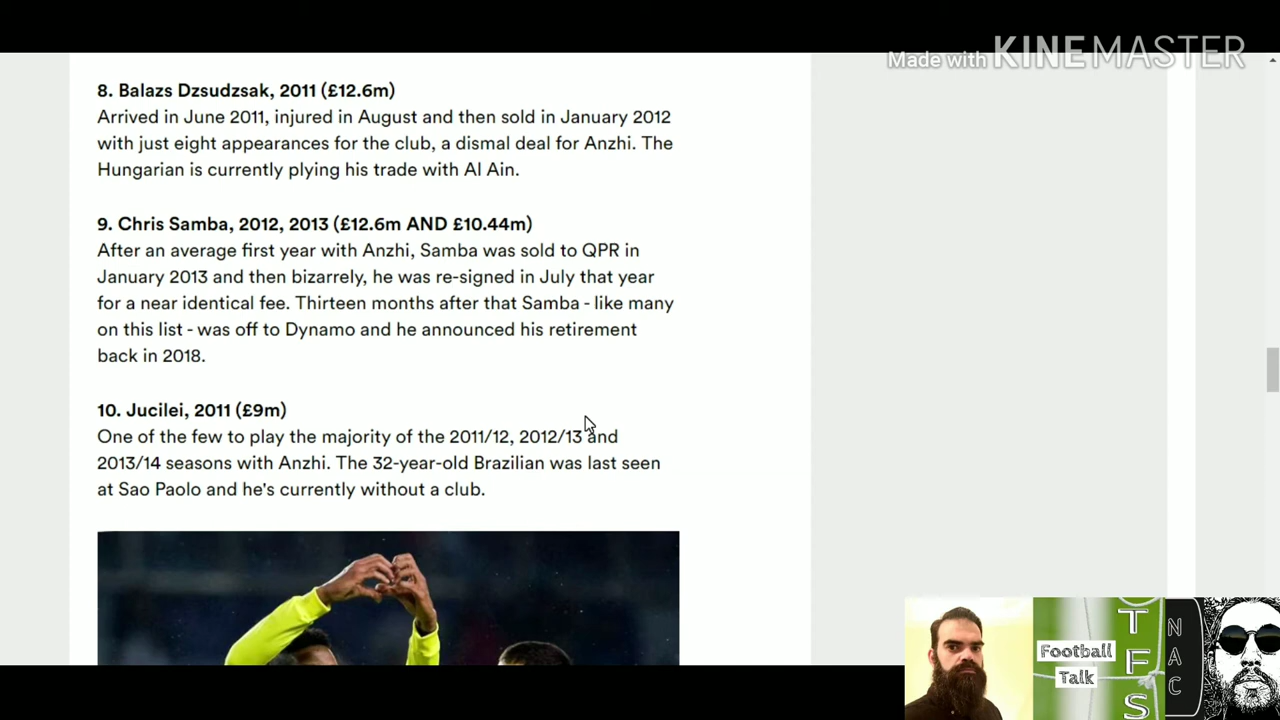 Made with KINEMASTER
8. Balazs Dzsudzsak, 2011 (£12.6m)
Arrived in June 2011, injured in August and then sold in January 2012
with just eight appearances for the club, a dismal deal for Anzhi. The
Hungarian is currently plying his trade with Al Ain.
9. Chris Samba, 2012, 2013 (£12.6m AND £10.44m)
After an average first year with Anzhi, Samba was sold to QPR in
January 2013 and then bizarrely, he was re-signed in July that year
for a near identical fee. Thirteen months after that Samba - like many
on this list - was off to Dynamo and he announced his retirement
back in 2018.
10. Jucilei, 2011 (£9m)
One of the few to play the majority of the 2011/12, 2012/13 and
2013/14 seasons with Anzhi. The 32-year-old Brazilian was last seen
at Sao Paolo and he's currently without a club.
Football
Talk
T
F
S
N
A
C